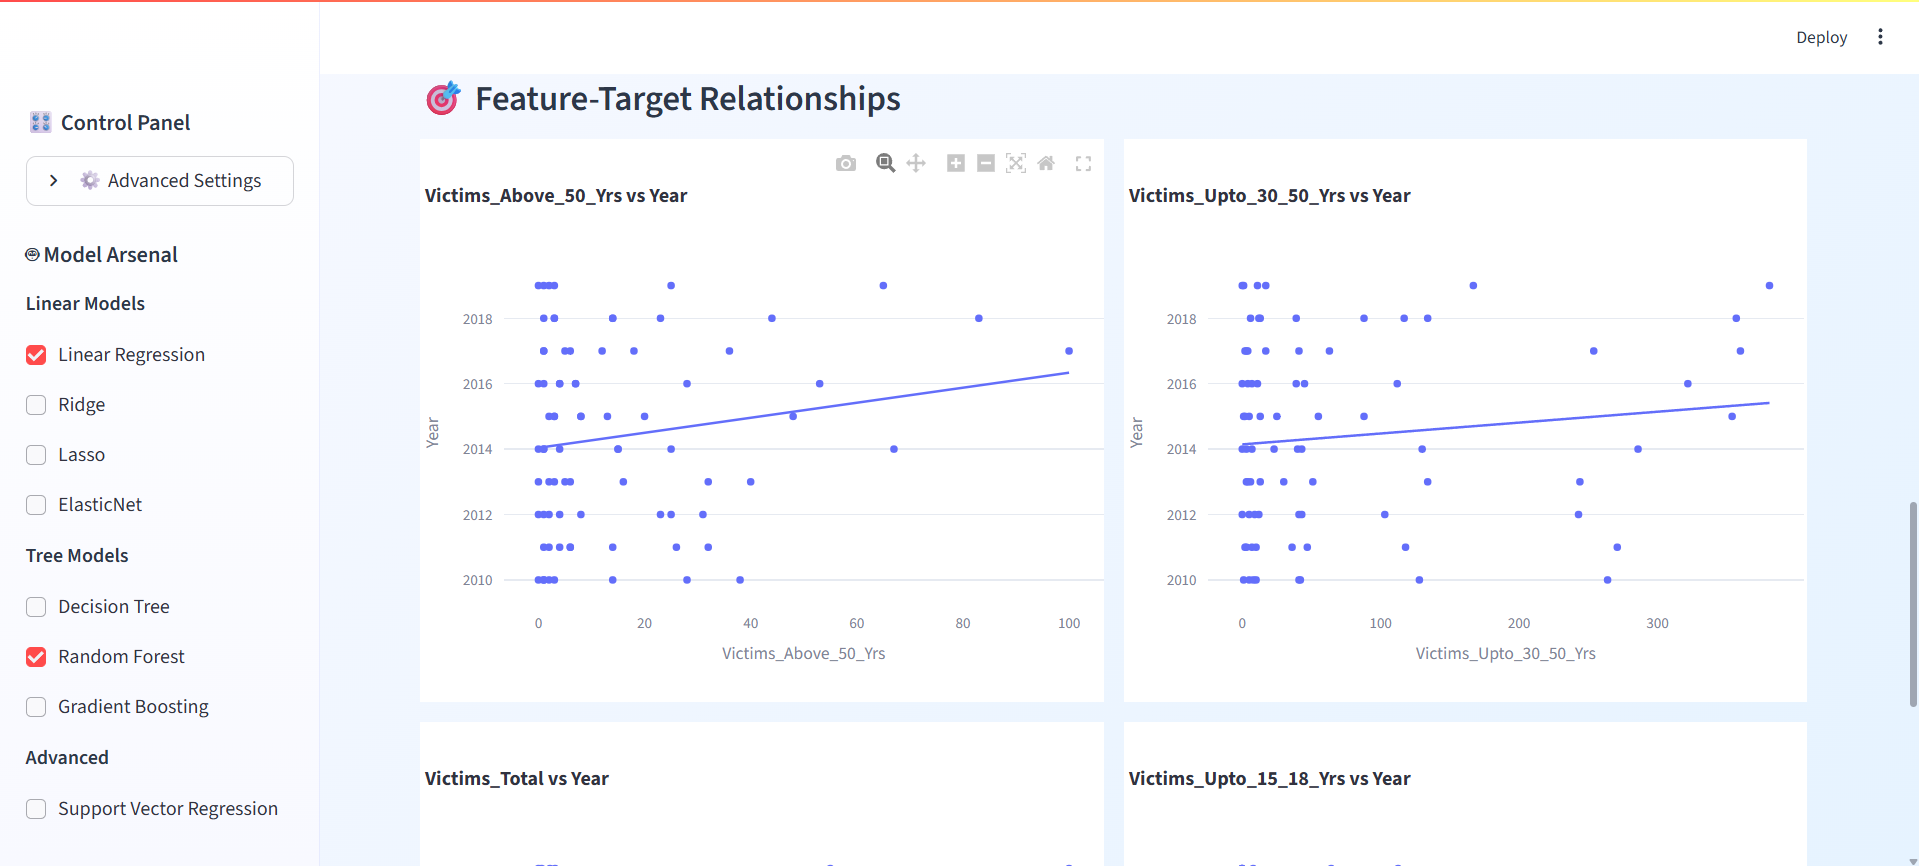 Deploy
Control Panel
Advanced Settings
Model Arsenal
Linear Models
Linear Regression
Ridge
Lasso
ElasticNet
Tree Models
Decision Tree
Random Forest
Gradient Boosting
Advanced
Support Vector Regression
Feature-Target Relationships
Victims_Above_50_Yrs vs Year
2018
2016
2014
2012
2010
Year
0 20 40 60 80 100
Victims_Above_50_Yrs
Victims_Upto_30_50_Yrs vs Year
2018
2016
2014
2012
2010
Year
0 100 200 300
Victims_Upto_30_50_Yrs
Victims_Total vs Year
Victims_Upto_15_18_Yrs vs Year